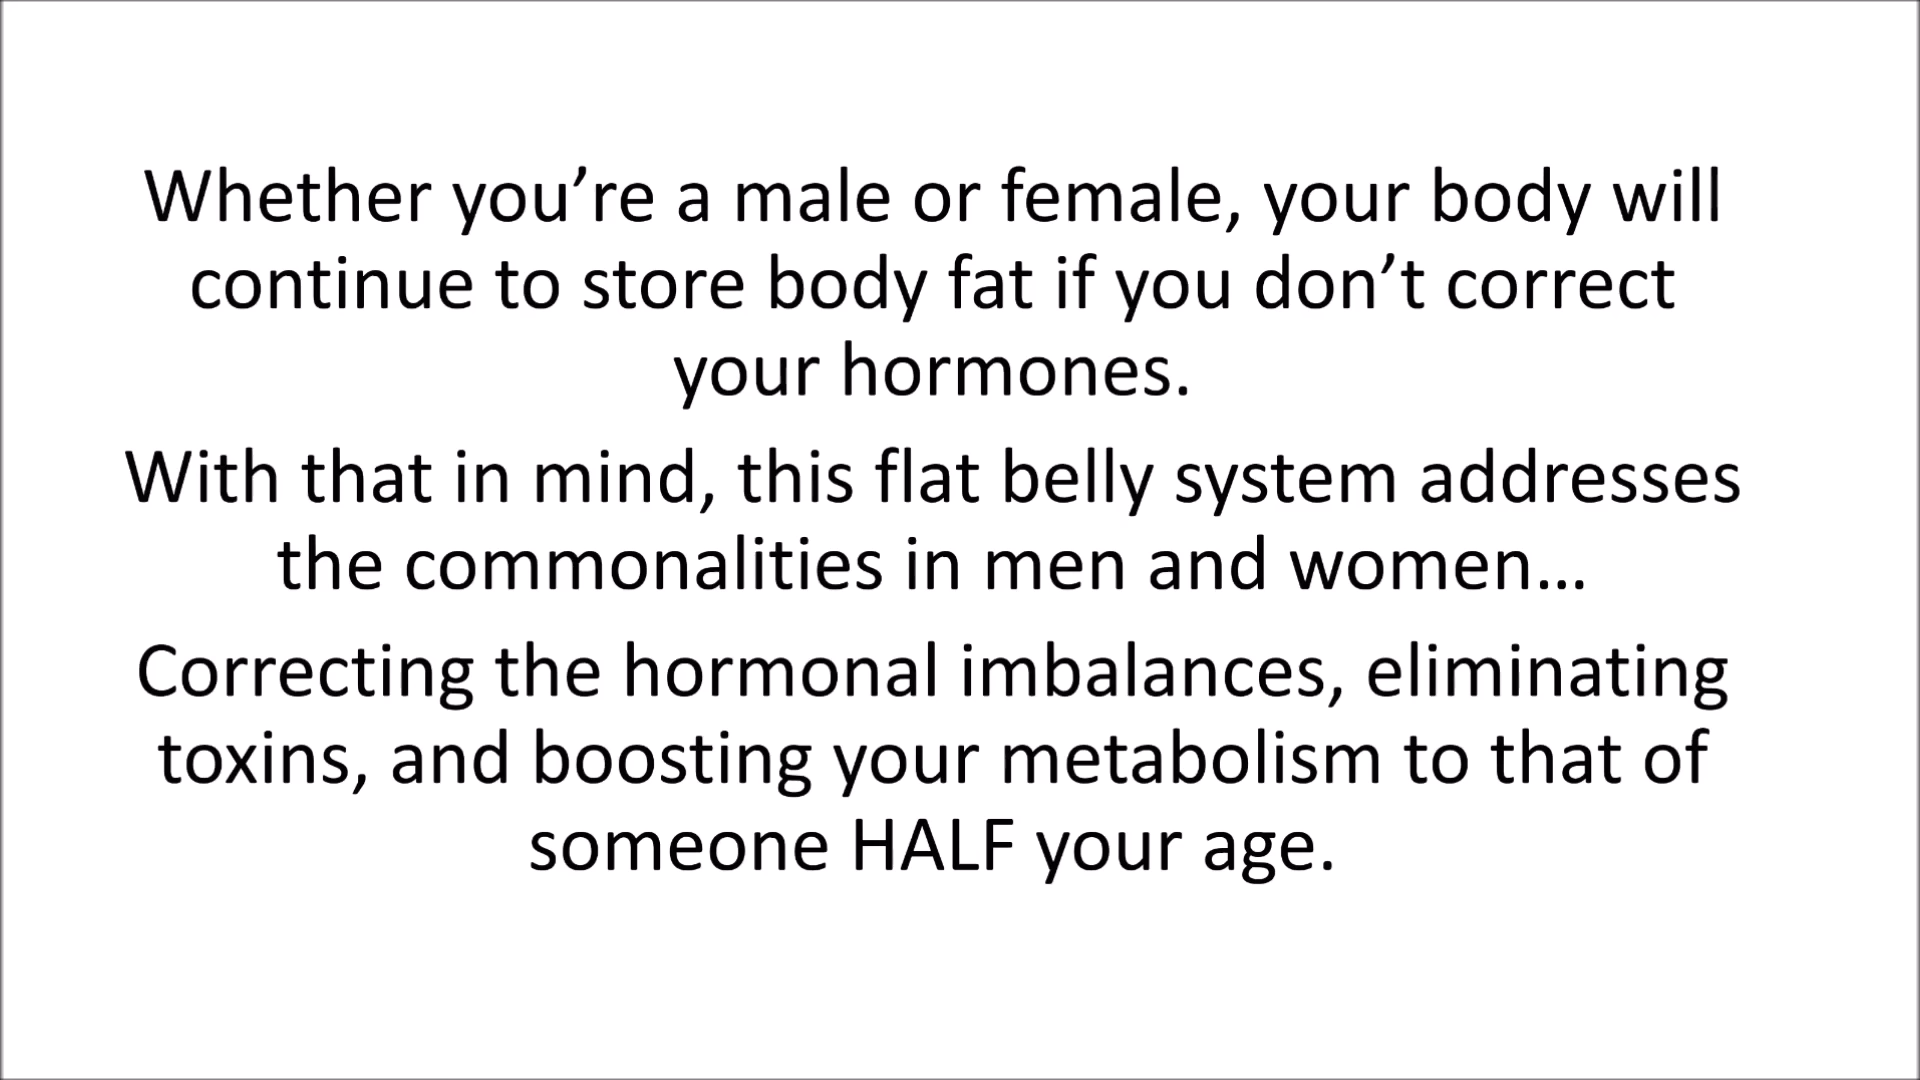 Whether you’re a male or female, your body will
continue to store body fat if you don’t correct
your hormones.
With that in mind, this flat belly system addresses
the commonalities in men and women…
Correcting the hormonal imbalances, eliminating
toxins, and boosting your metabolism to that of
someone HALF your age.